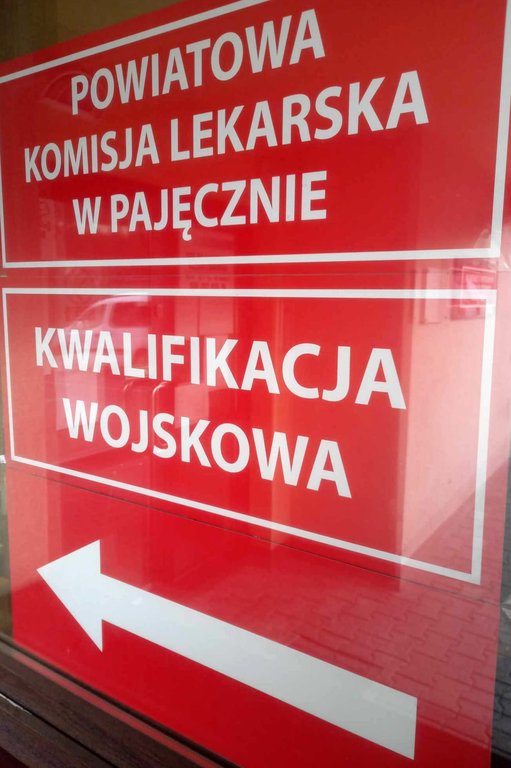 POWIATOWA
KOMISJA LEKARSKA
W PAJĘCZNIE
KWALIFIKACJA
WOJSKOWA